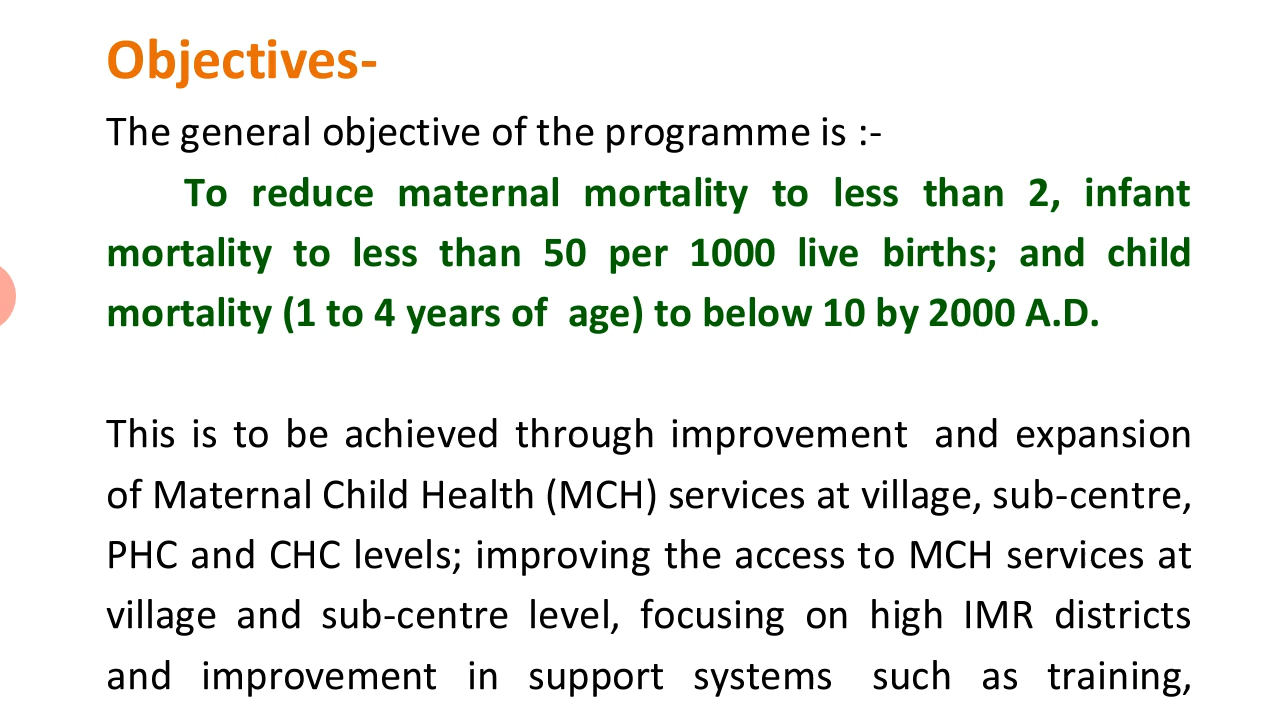 Objectives-
The general objective of the programme is :-
To reduce maternal mortality to less than 2, infant
mortality to less than 50 per 1000 live births; and child
mortality (1 to 4 years of age) to below 10 by 2000 A.D.
This is to be achieved through improvement and expansion
of Maternal Child Health (MCH) services at village, sub-centre,
PHC and CHC levels; improving the access to MCH services at
village and sub-centre level, focusing on high IMR districts
and improvement in support systems such as training,